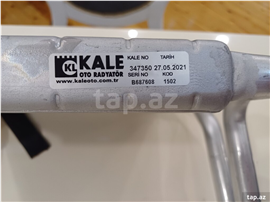 KL KALE
OTO RADYATÖR
www.kaleoto.com.tr
KALE NO TARİH
347350 27.05.2021
SERİ NO KOD
B687608 1502
tap.az
tap.az